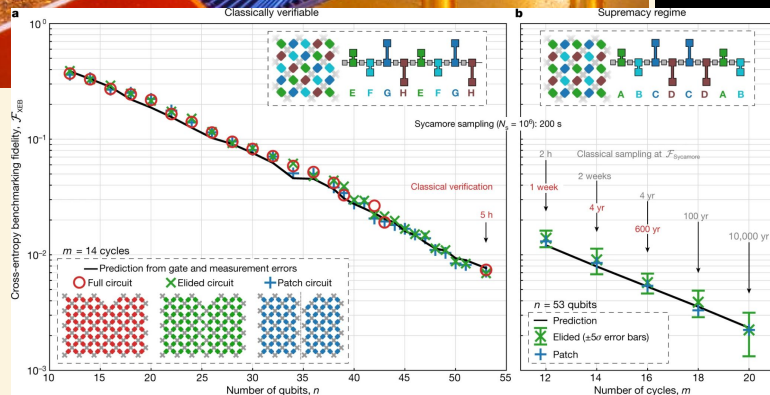 a
Classically verifiable
b
Supremacy regime
10⁰
10⁻¹
10⁻²
10⁻³
Cross-entropy benchmarking fidelity, ℱXEB
E F G H E F G H
A B C D C D A B
Sycamore sampling (Nₛ = 10⁶): 200 s
Classical verification
5 h
Classical sampling at ℱSycamore
2 h
1 week
2 weeks
4 yr
4 yr
600 yr
100 yr
10,000 yr
m = 14 cycles
Prediction from gate and measurement errors
Full circuit
Elided circuit
Patch circuit
n = 53 qubits
Prediction
Elided (±5σ error bars)
Patch
10 15 20 25 30 35 40 45 50 55
Number of qubits, n
12 14 16 18 20
Number of cycles, m